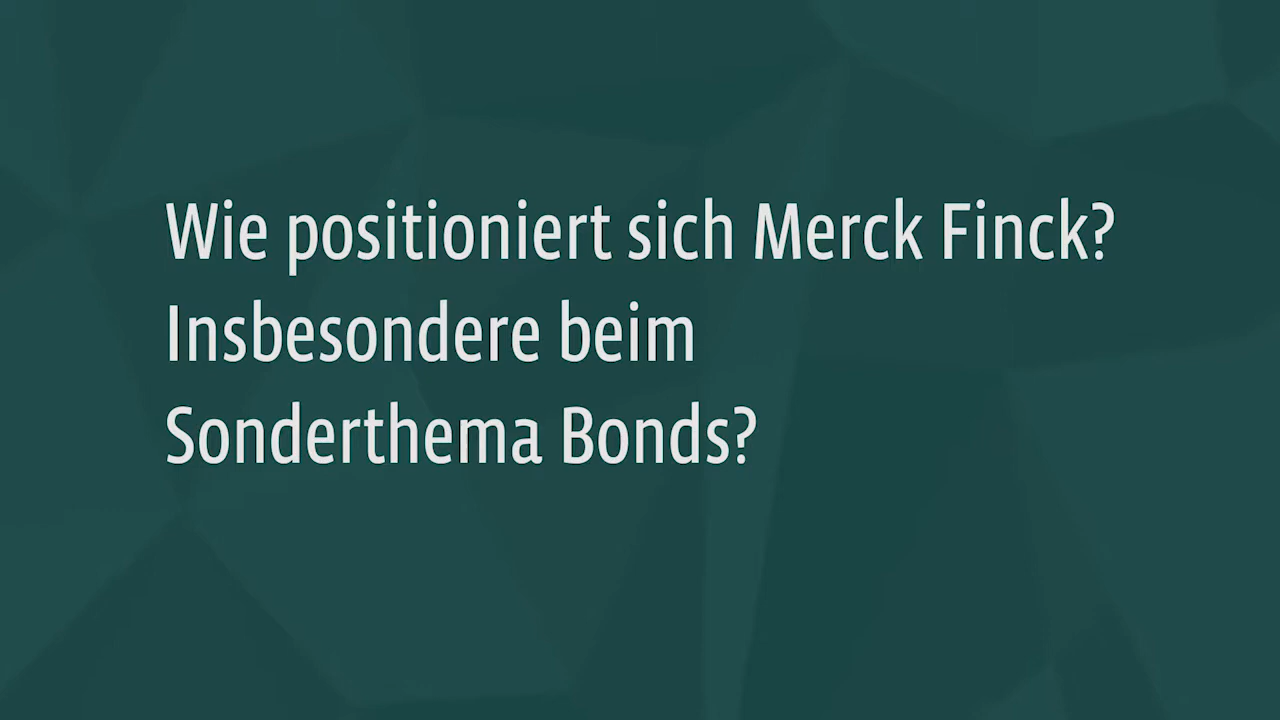 Wie positioniert sich Merck Finck?
Insbesondere beim
Sonderthema Bonds?